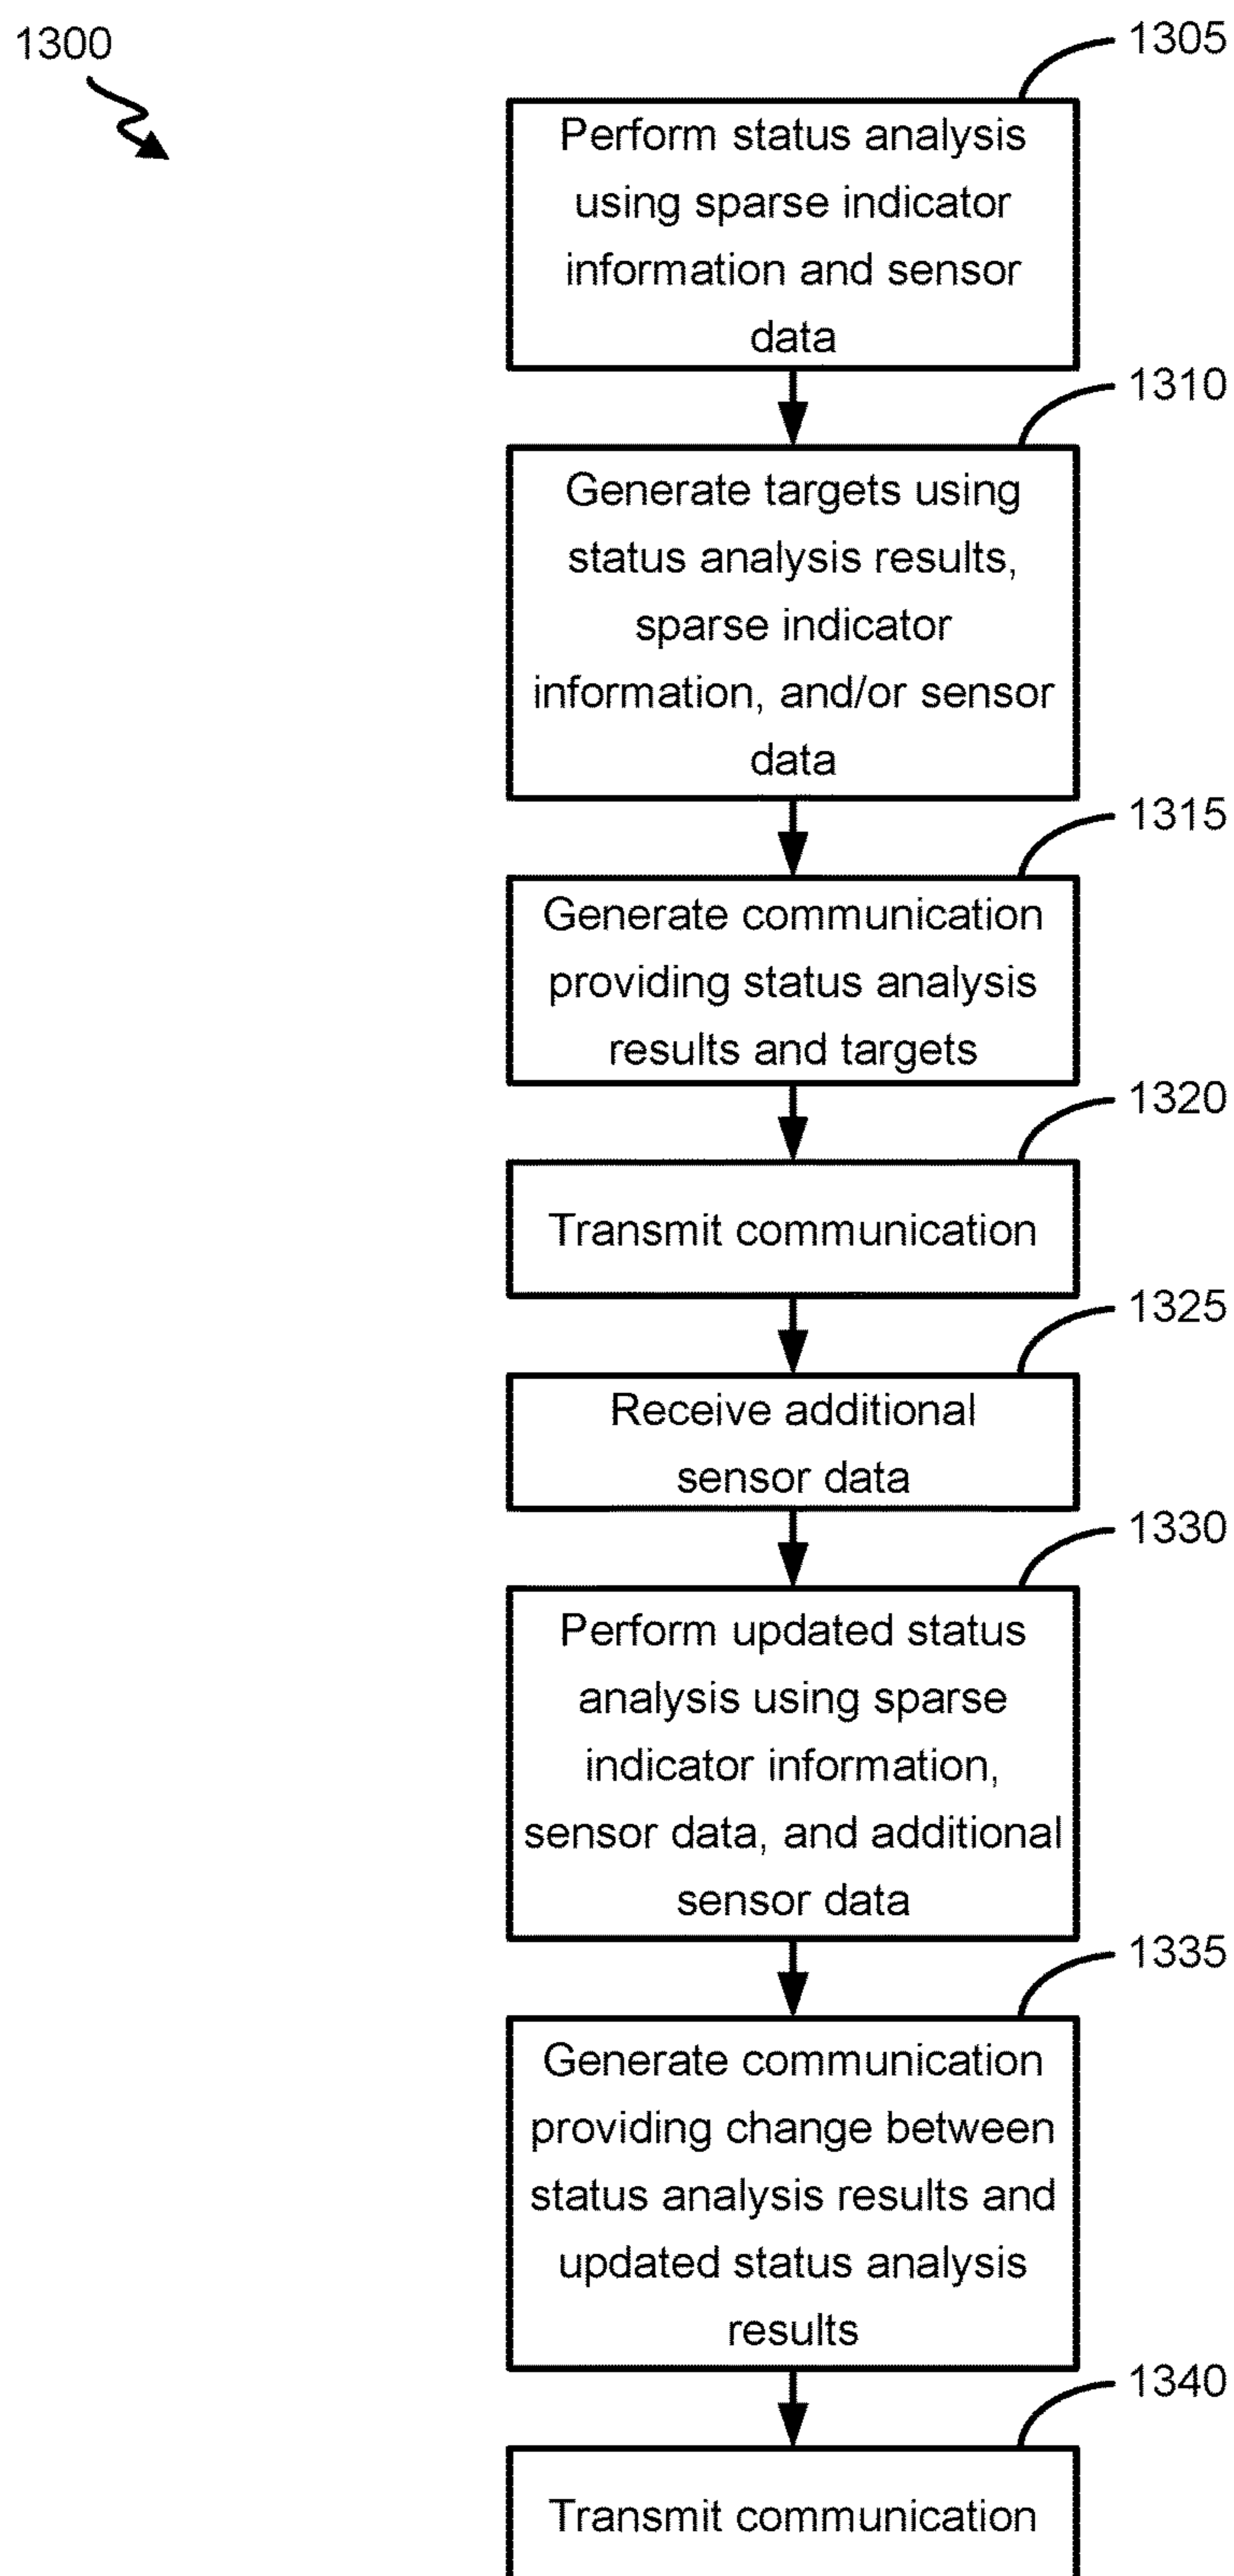 1300
1305
Perform status analysis
using sparse indicator
information and sensor
data
1310
Generate targets using
status analysis results,
sparse indicator
information, and/or sensor
data
1315
Generate communication
providing status analysis
results and targets
1320
Transmit communication
1325
Receive additional
sensor data
1330
Perform updated status
analysis using sparse
indicator information,
sensor data, and additional
sensor data
1335
Generate communication
providing change between
status analysis results and
updated status analysis
results
1340
Transmit communication